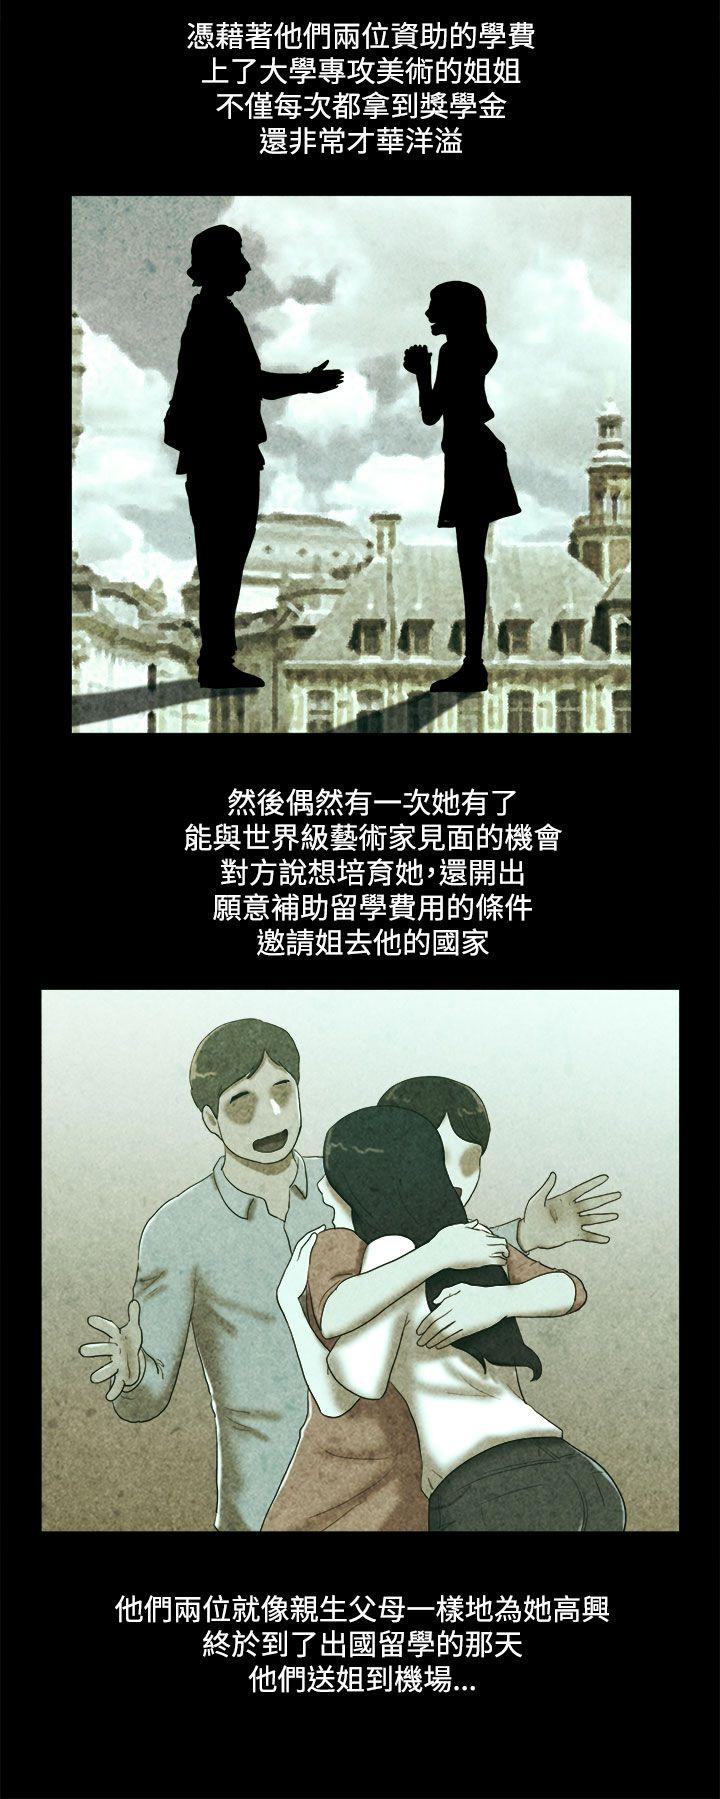 憑藉著他們兩位資助的學費
上了大學專攻美術的姐姐
不僅每次都拿到獎學金
還非常才華洋溢
然後偶然有一次她有了
能與世界級藝術家見面的機會
對方說想培育她,還開出
願意補助留學費用的條件
邀請姐去他的國家
他們兩位就像親生父母一樣地為她高興
終於到了出國留學的那天
他們送姐到機場...